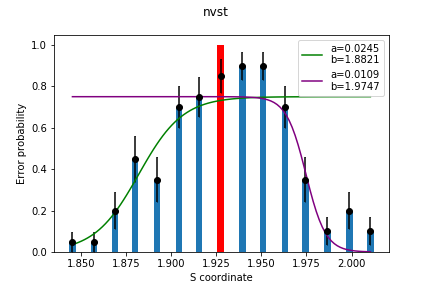 nvst
1.0
0.8
0.6
0.4
0.2
0.0
Error probability
a=0.0245
b=1.8821
a=0.0109
b=1.9747
1.850 1.875 1.900 1.925 1.950 1.975 2.000
S coordinate